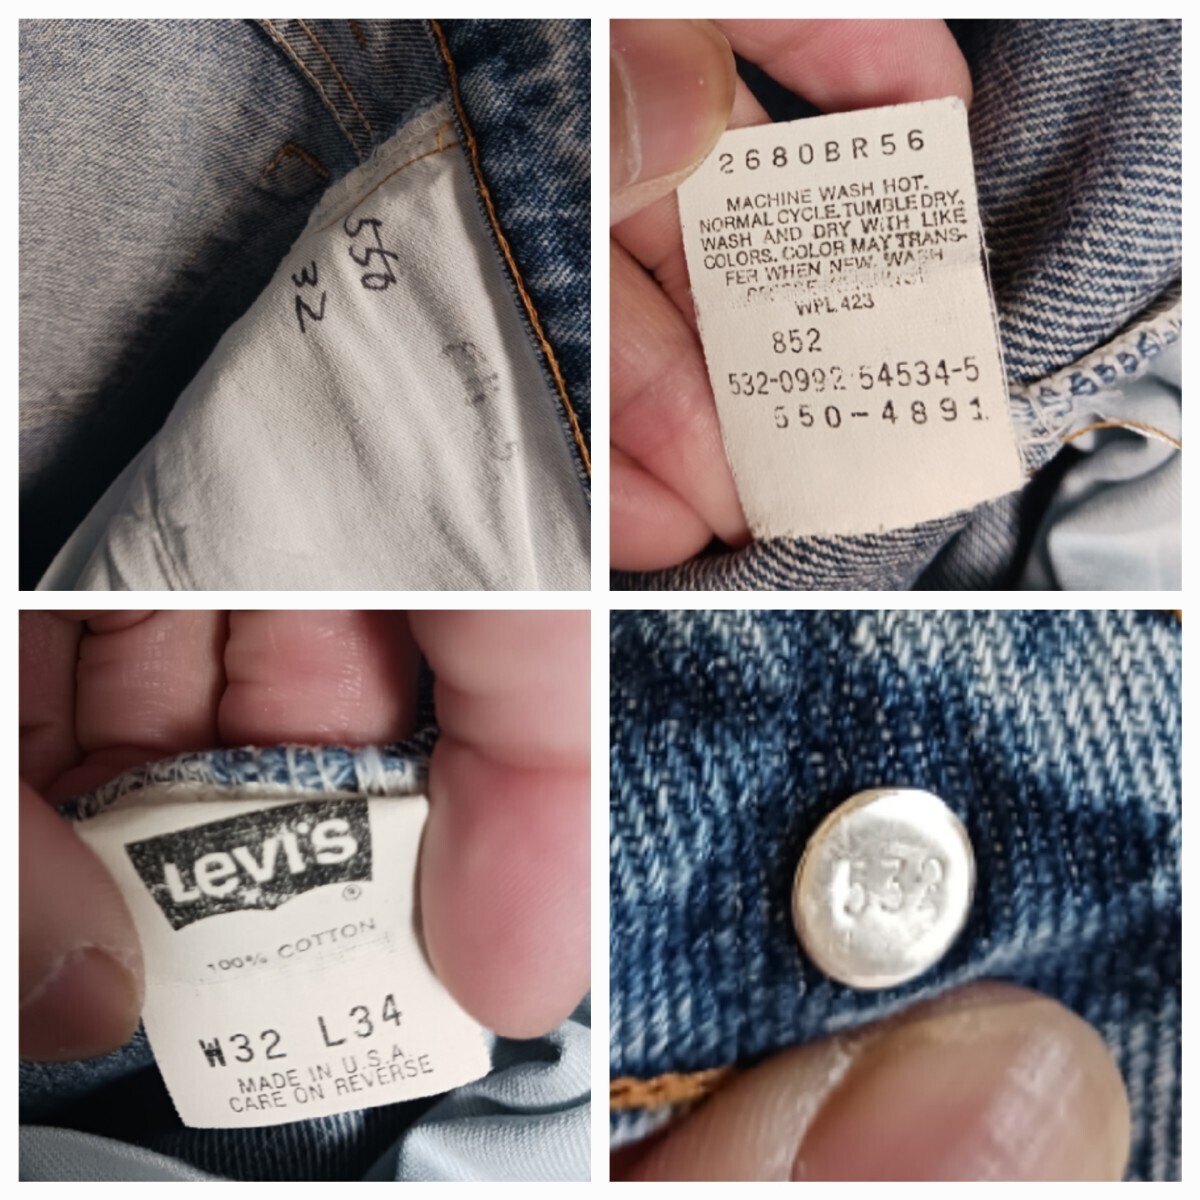 550
32
2680BR56
MACHINE WASH HOT.
NORMAL CYCLE. TUMBLE DRY.
WASH AND DRY WITH LIKE
COLORS. COLOR MAY TRANS-
FER WHEN NEW. WASH
WPL 423
852
532-0992 54534-5
550-4891
Levi's
®
100% COTTON
W32 L34
MADE IN U.S.A.
CARE ON REVERSE
532